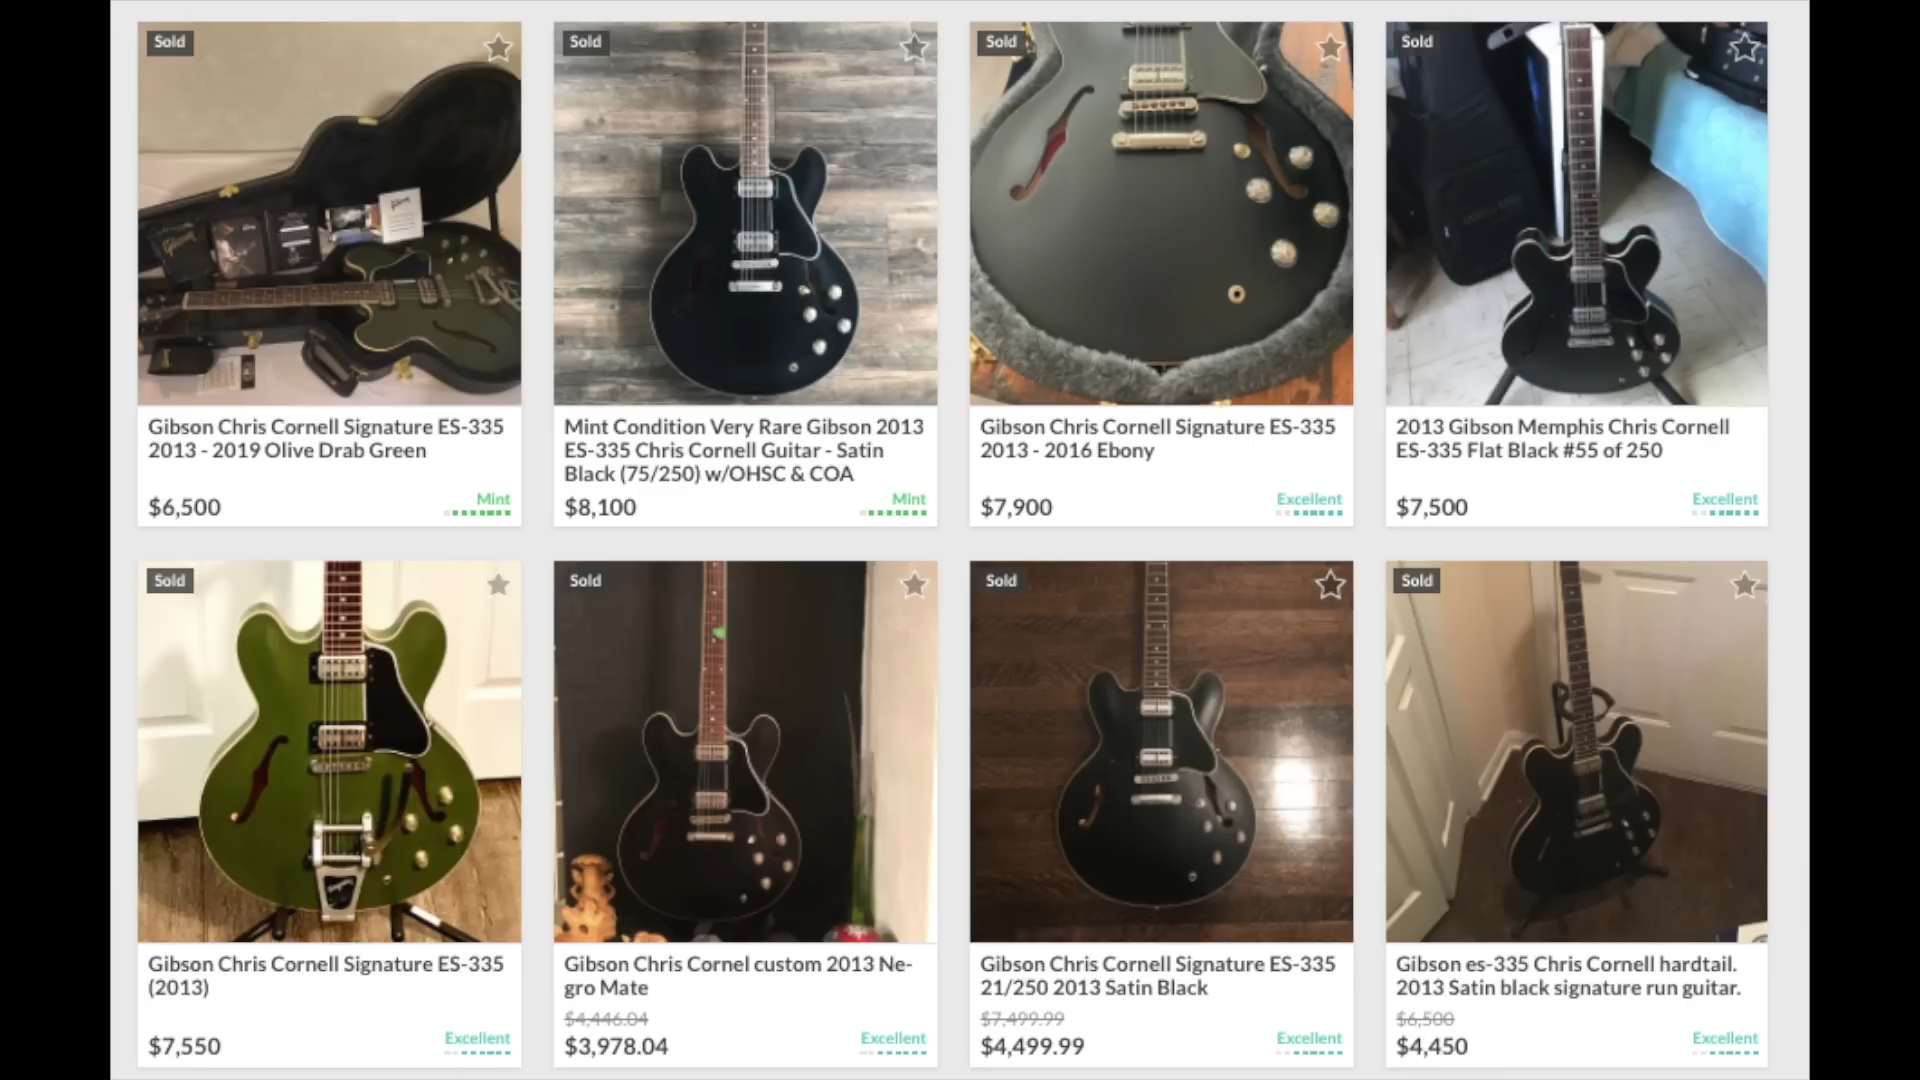 Sold
Sold
Sold
Sold
Gibson Chris Cornell Signature ES-335
2013 - 2019 Olive Drab Green
$6,500
Mint
Mint Condition Very Rare Gibson 2013
ES-335 Chris Cornell Guitar - Satin
Black (75/250) w/OHSC & COA
$8,100
Mint
Gibson Chris Cornell Signature ES-335
2013 - 2016 Ebony
$7,900
Excellent
2013 Gibson Memphis Chris Cornell
ES-335 Flat Black #55 of 250
$7,500
Excellent
Sold
Sold
Sold
Sold
Gibson Chris Cornell Signature ES-335
(2013)
$7,550
Excellent
Gibson Chris Cornel custom 2013 Ne-
gro Mate
$4,446.04
$3,978.04
Excellent
Gibson Chris Cornell Signature ES-335
21/250 2013 Satin Black
$7,499.99
$4,499.99
Excellent
Gibson es-335 Chris Cornell hardtail.
2013 Satin black signature run guitar.
$6,500
$4,450
Excellent